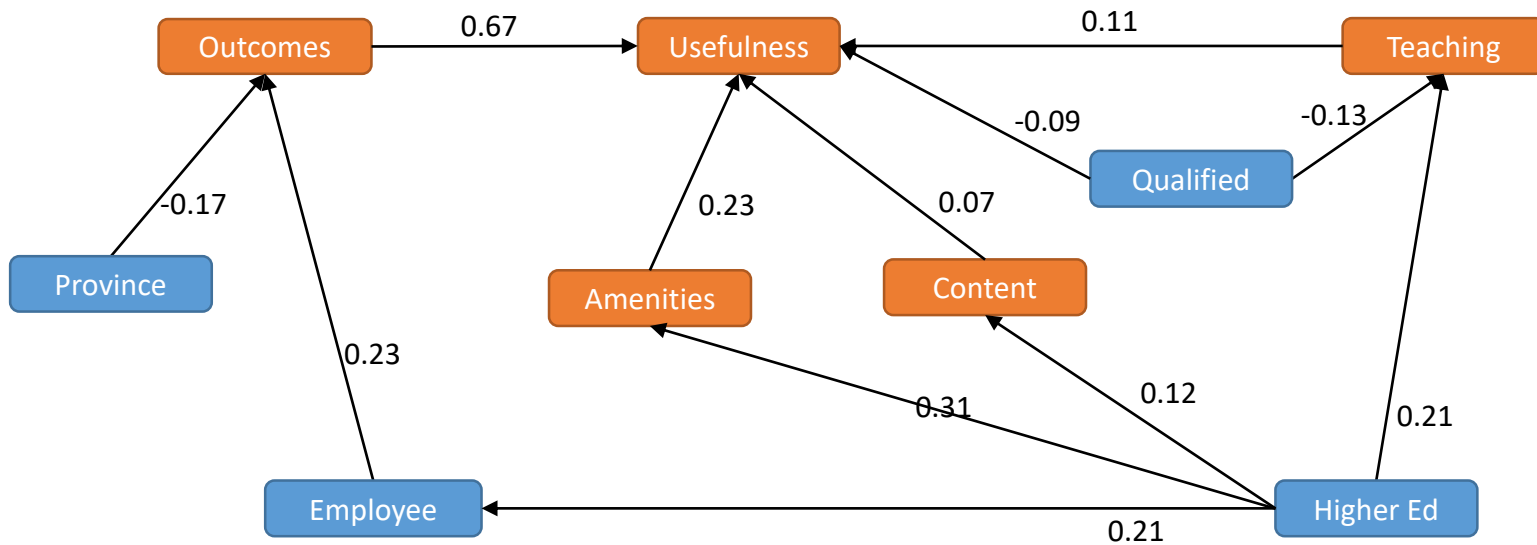 0.67
0.11
Outcomes
Usefulness
Teaching
-0.09
-0.13
Qualified
-0.17
0.23
0.07
Province
Amenities
Content
0.23
0.31
0.12
0.21
Employee
Higher Ed
0.21